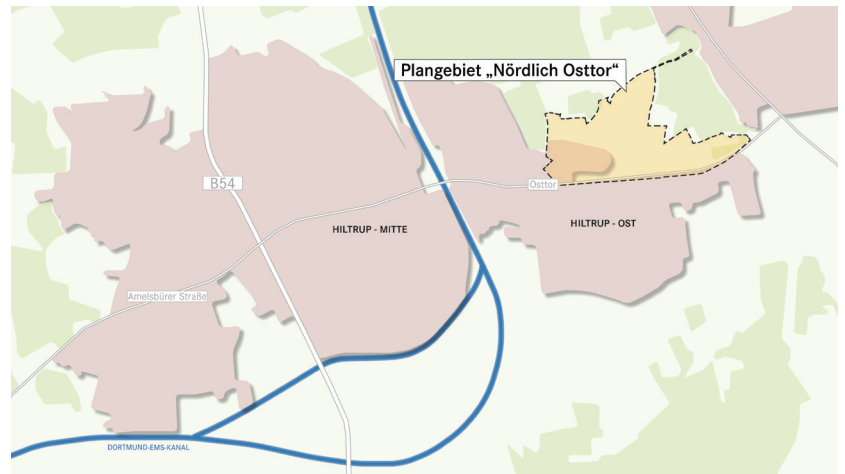 Plangebiet „Nördlich Osttor“
B54
Osttor
HILTRUP - MITTE
HILTRUP - OST
Amelsbürer Straße
DORTMUND-EMS-KANAL